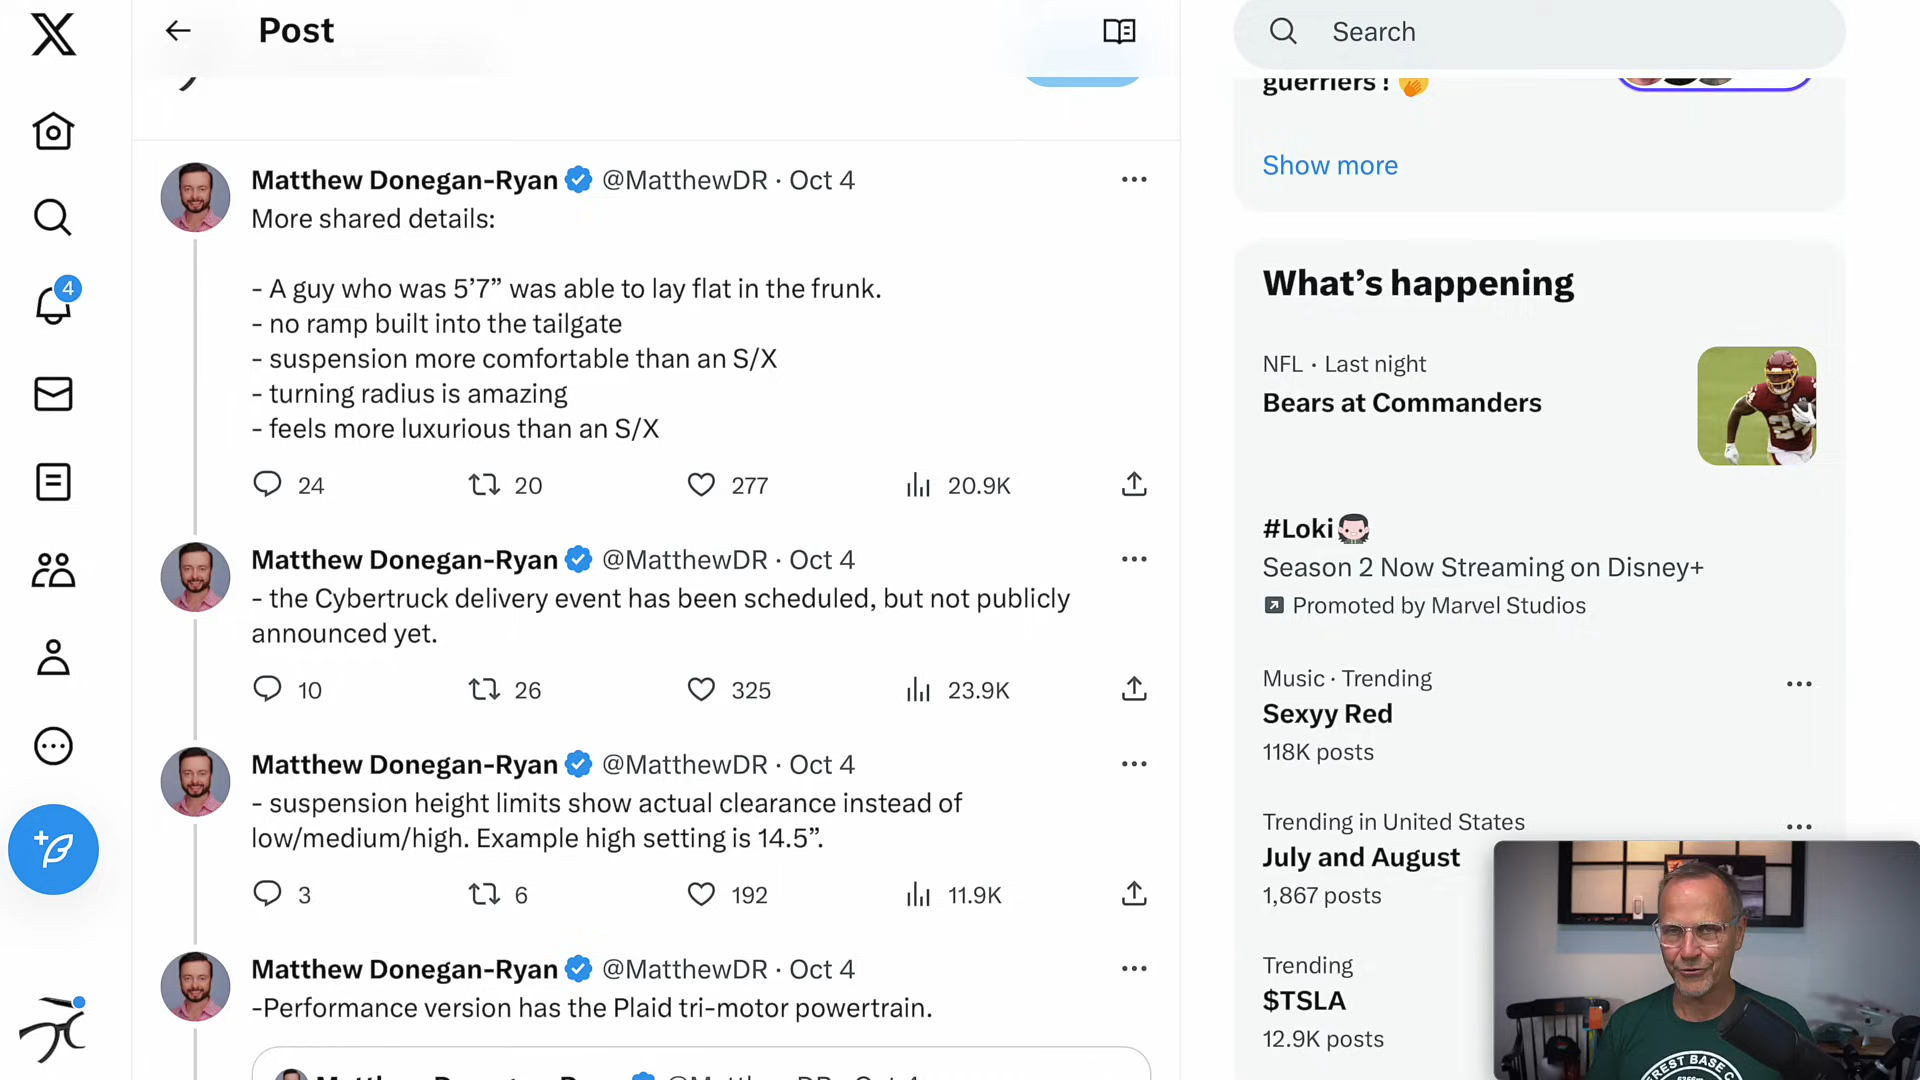 Post
Search
guerriers !
Show more
Matthew Donegan-Ryan @MatthewDR · Oct 4
More shared details:
- A guy who was 5’7” was able to lay flat in the frunk.
- no ramp built into the tailgate
- suspension more comfortable than an S/X
- turning radius is amazing
- feels more luxurious than an S/X
24 20 277 20.9K
Matthew Donegan-Ryan @MatthewDR · Oct 4
- the Cybertruck delivery event has been scheduled, but not publicly
announced yet.
10 26 325 23.9K
Matthew Donegan-Ryan @MatthewDR · Oct 4
- suspension height limits show actual clearance instead of
low/medium/high. Example high setting is 14.5”.
3 6 192 11.9K
Matthew Donegan-Ryan @MatthewDR · Oct 4
-Performance version has the Plaid tri-motor powertrain.
4
What’s happening
NFL · Last night
Bears at Commanders
#Loki
Season 2 Now Streaming on Disney+
Promoted by Marvel Studios
Music · Trending
Sexyy Red
118K posts
Trending in United States
July and August
1,867 posts
Trending
$TSLA
12.9K posts